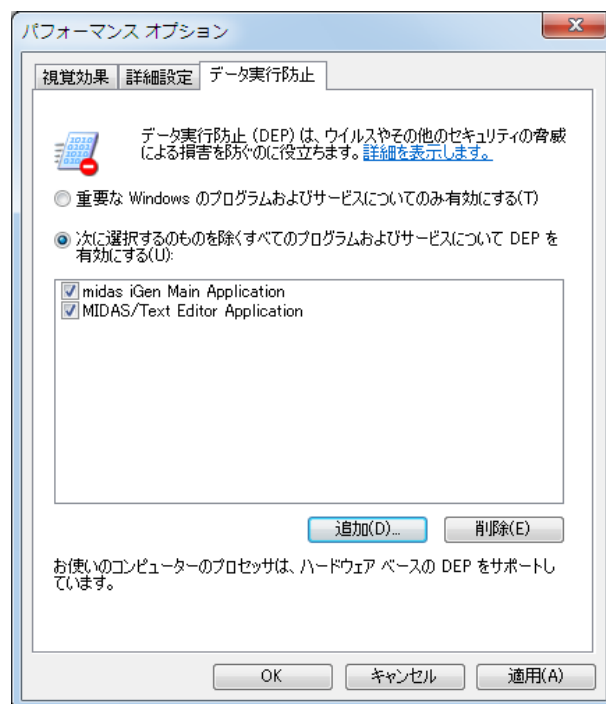 パフォーマンス オプション
視覚効果 詳細設定 データ実行防止
データ実行防止 (DEP) は、ウイルスやその他のセキュリティの脅威
による損害を防ぐのに役立ちます。詳細を表示します。
重要な Windows のプログラムおよびサービスについてのみ有効にする(T)
次に選択するのものを除くすべてのプログラムおよびサービスについて DEP を
有効にする(U):
midas iGen Main Application
MIDAS/Text Editor Application
追加(D)... 削除(E)
お使いのコンピューターのプロセッサは、ハードウェア ベースの DEP をサポートし
ています。
OK キャンセル 適用(A)